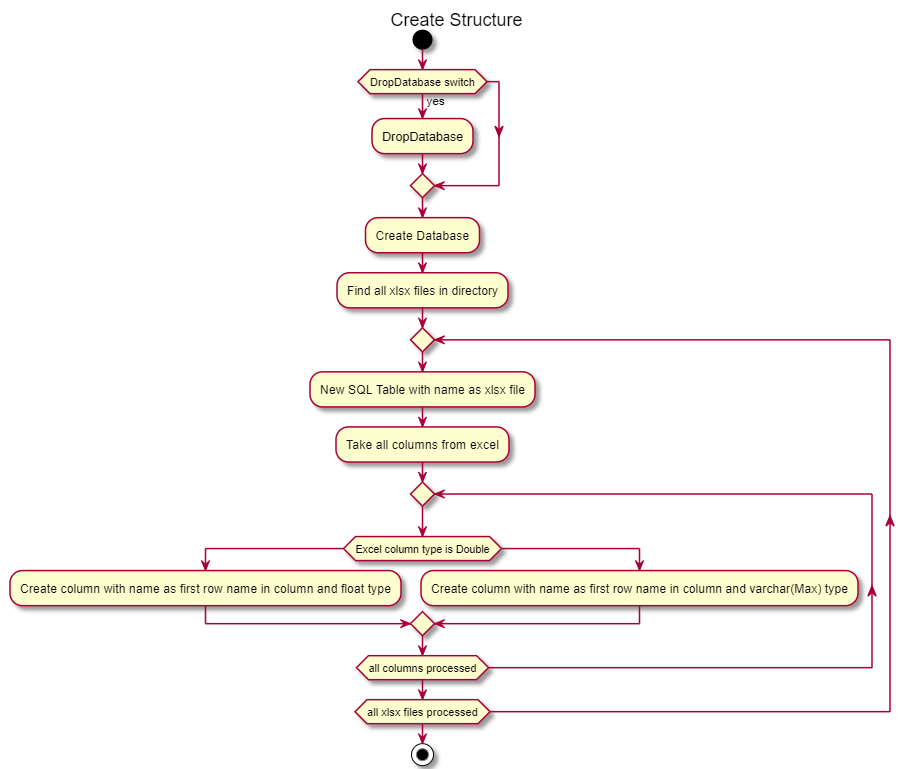 Create Structure
DropDatabase switch
yes
DropDatabase
Create Database
Find all xlsx files in directory
New SQL Table with name as xlsx file
Take all columns from excel
Excel column type is Double
Create column with name as first row name in column and float type
Create column with name as first row name in column and varchar(Max) type
all columns processed
all xlsx files processed